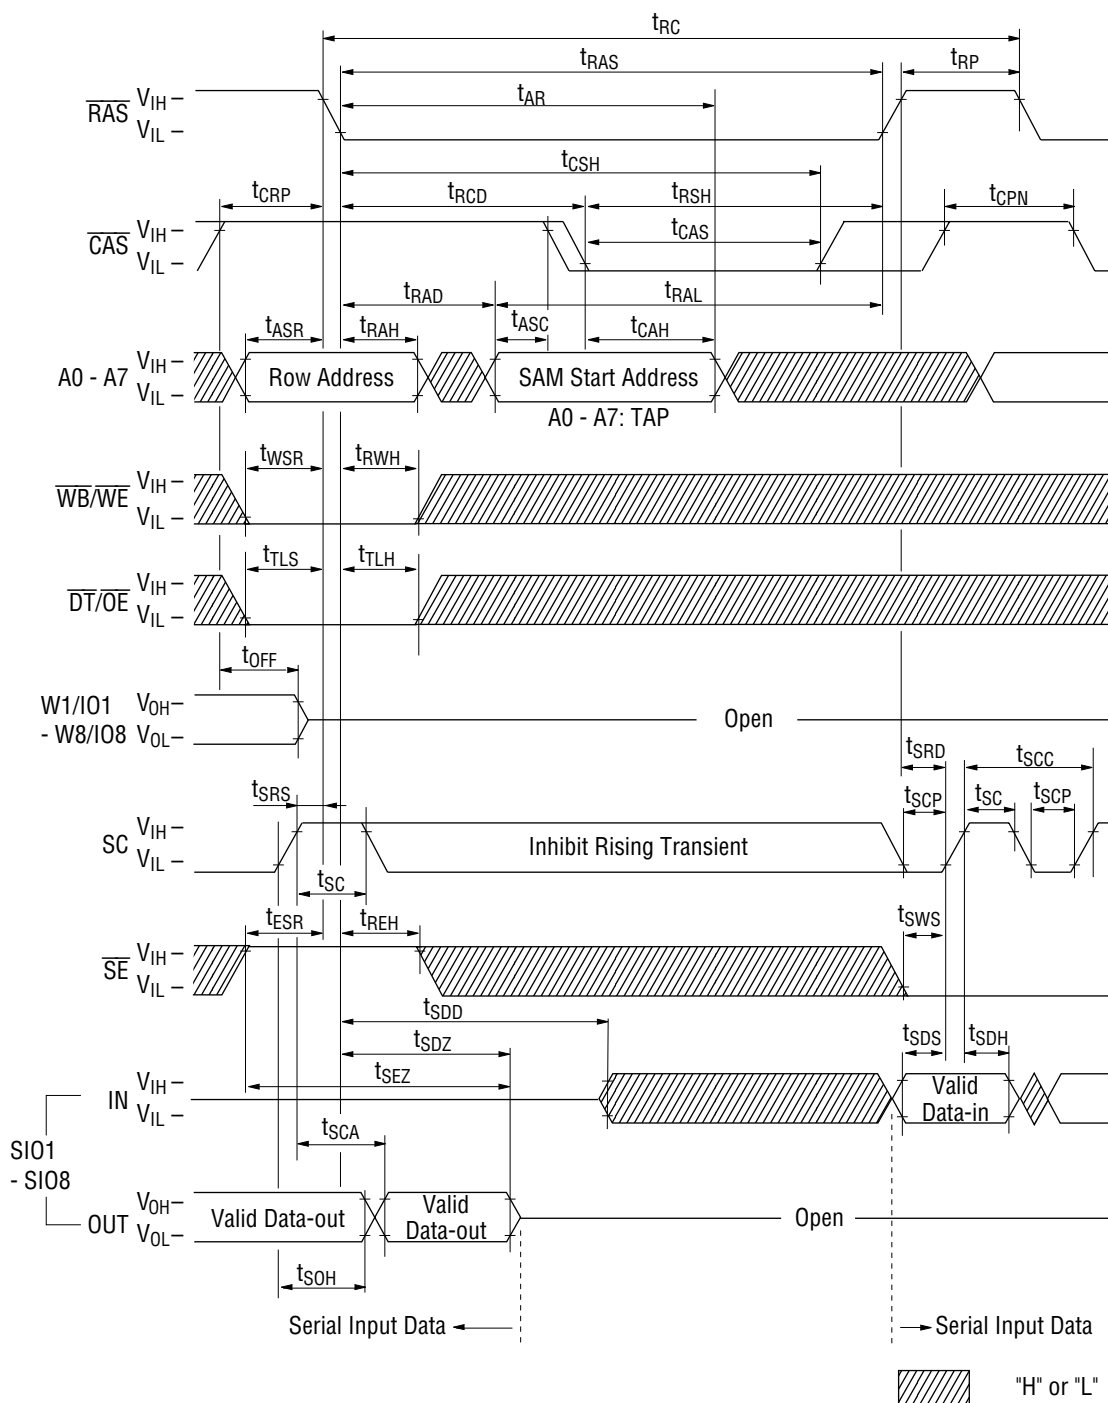 tRC
tRAS
tRP
tAR
RAS VIH
VIL
tCSH
tCRP
tRCD
tRSH
tCPN
CAS VIH
VIL
tCAS
tRAD
tRAL
tASR
tRAH
tASC
tCAH
A0 - A7 VIH
VIL
Row Address
SAM Start Address
A0 - A7: TAP
tWSR
tRWH
WB/WE VIH
VIL
tTLS
tTLH
DT/OE VIH
VIL
tOFF
W1/IO1 VOH
- W8/IO8 VOL
Open
tSRD
tSCC
tSRS
tSCP
tSC
tSCP
SC VIH
VIL
Inhibit Rising Transient
tSC
tESR
tREH
tSWS
SE VIH
VIL
tSDD
tSDZ
tSDS
tSDH
tSEZ
IN VIH
VIL
Valid
Data-in
tSCA
SIO1
- SIO8
OUT VOH
VOL
Valid Data-out
Valid
Data-out
Open
tSOH
Serial Input Data
Serial Input Data
"H" or "L"